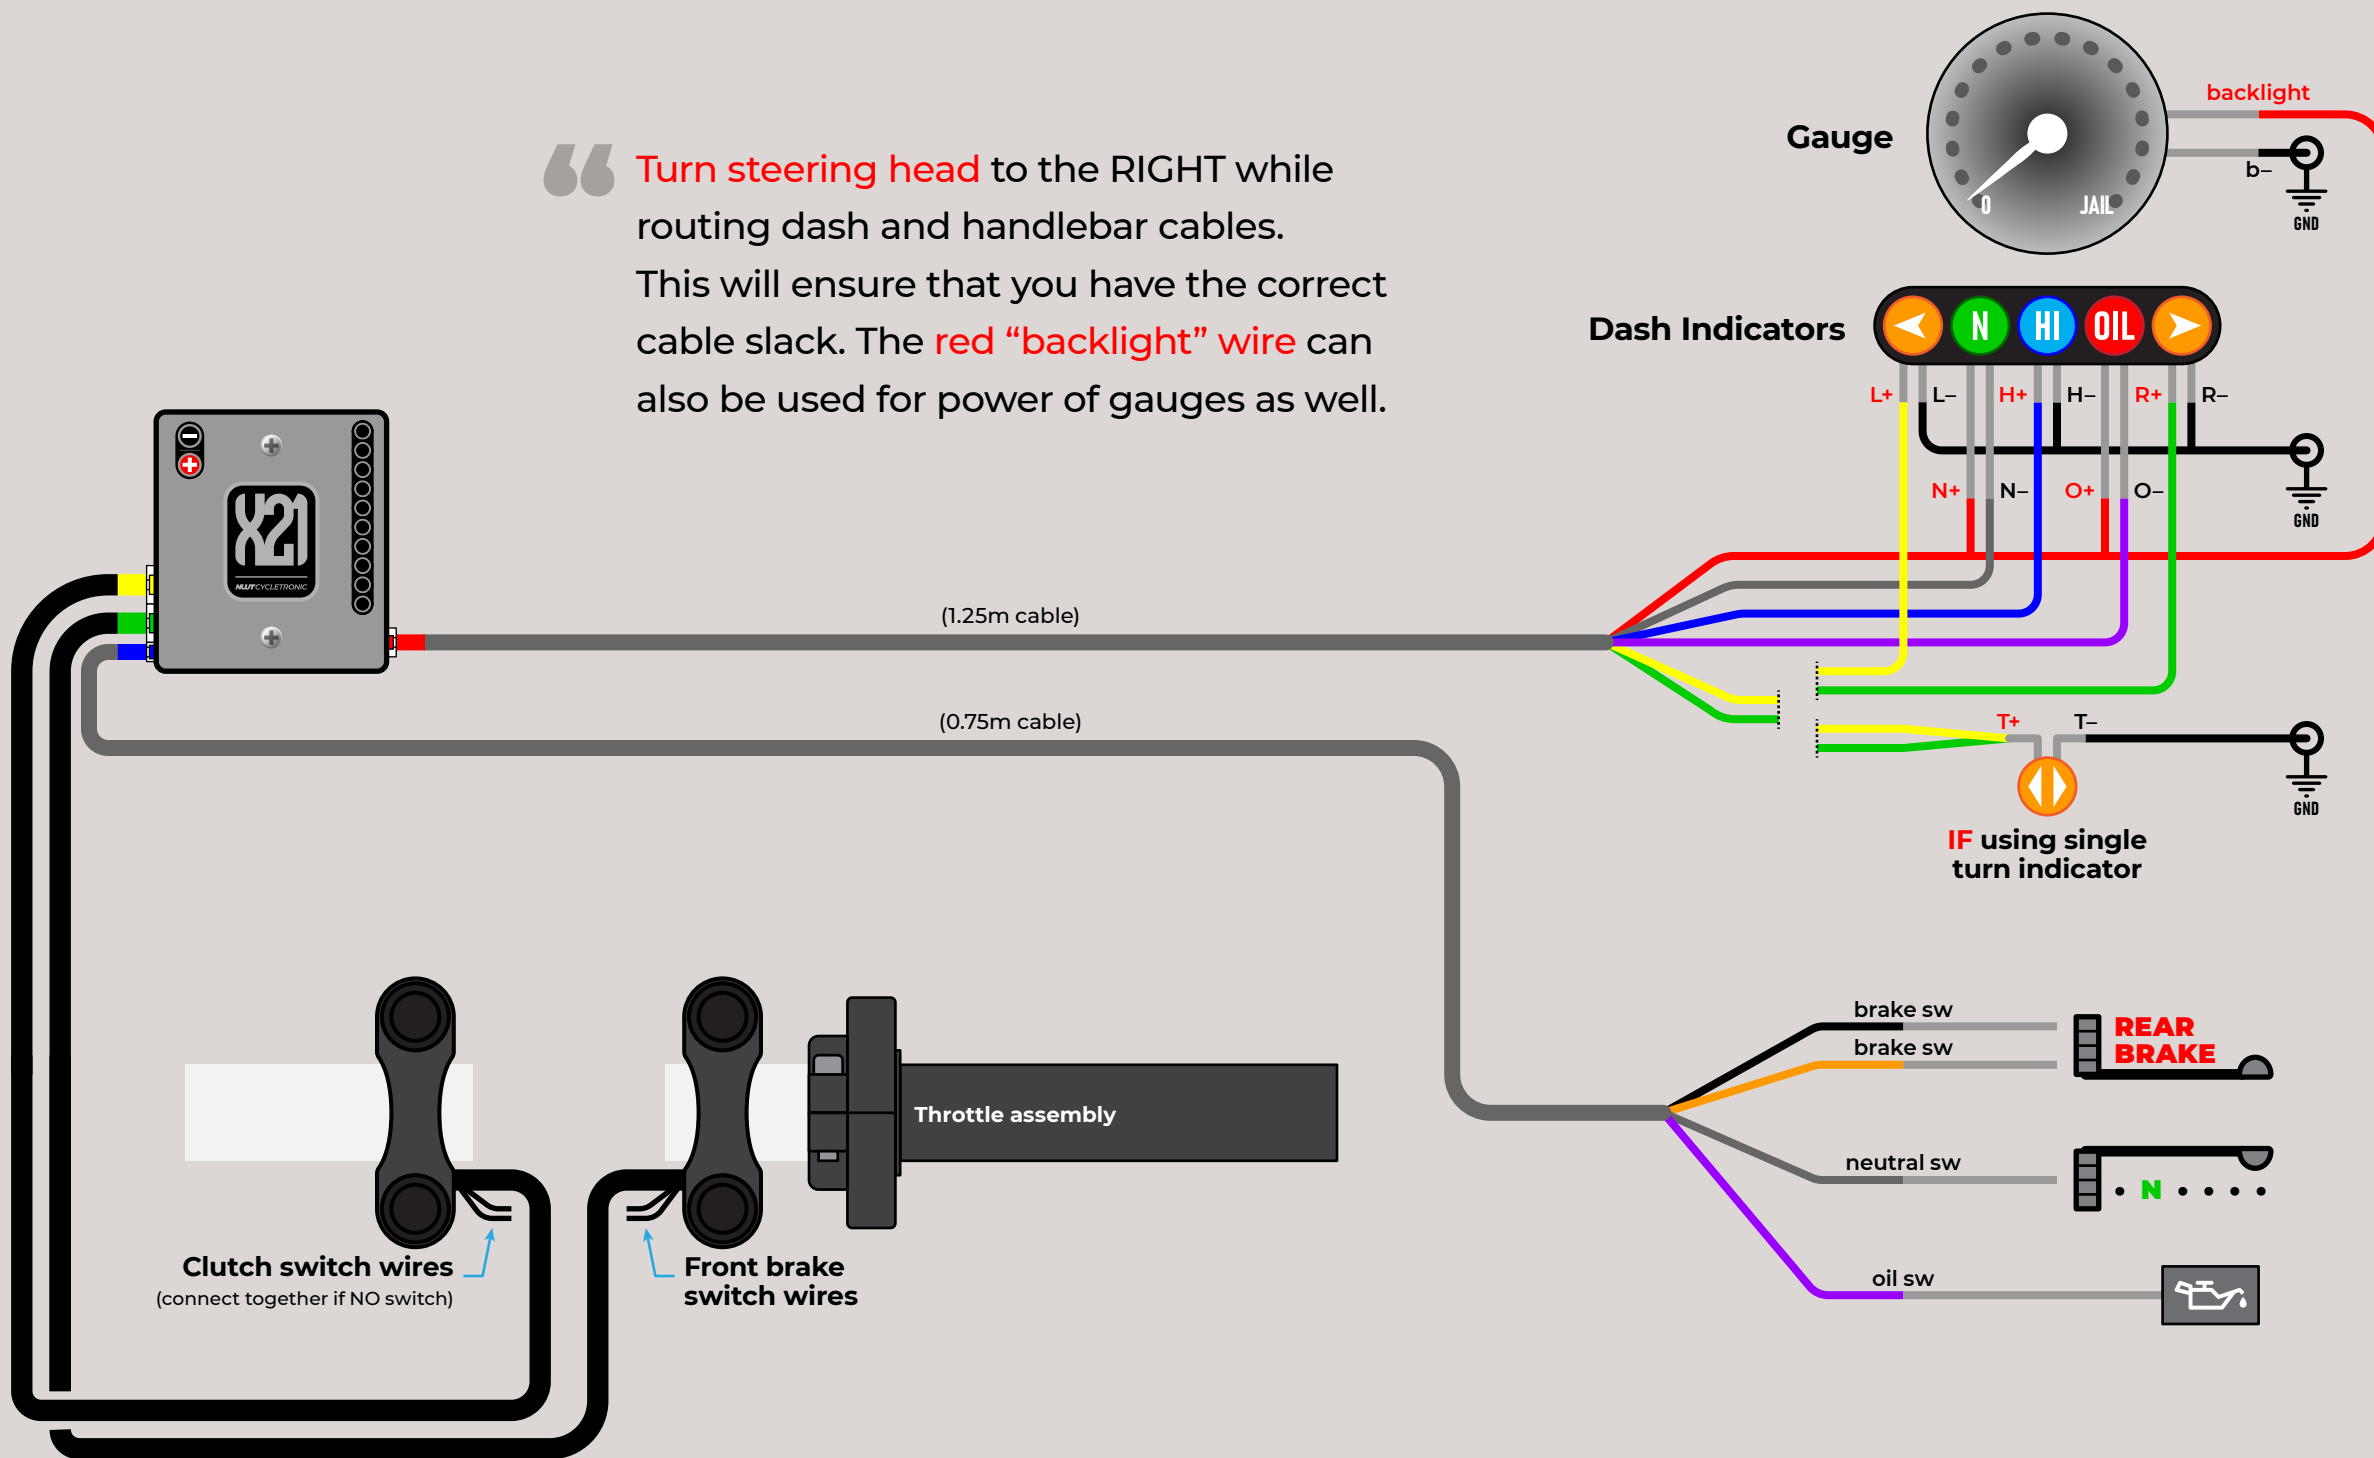 “ Turn steering head to the RIGHT while
routing dash and handlebar cables.
This will ensure that you have the correct
cable slack. The red “backlight” wire can
also be used for power of gauges as well.
Gauge
0
JAIL
backlight
b–
GND
Dash Indicators
N
HI
OIL
L+ L– H+ H– R+ R–
N+ N– O+ O–
GND
X21
NWT CYCLETRONIC
(1.25m cable)
(0.75m cable)
T+ T–
GND
IF using single
turn indicator
Throttle assembly
Clutch switch wires
(connect together if NO switch)
Front brake
switch wires
brake sw
brake sw
REAR
BRAKE
neutral sw
N
oil sw